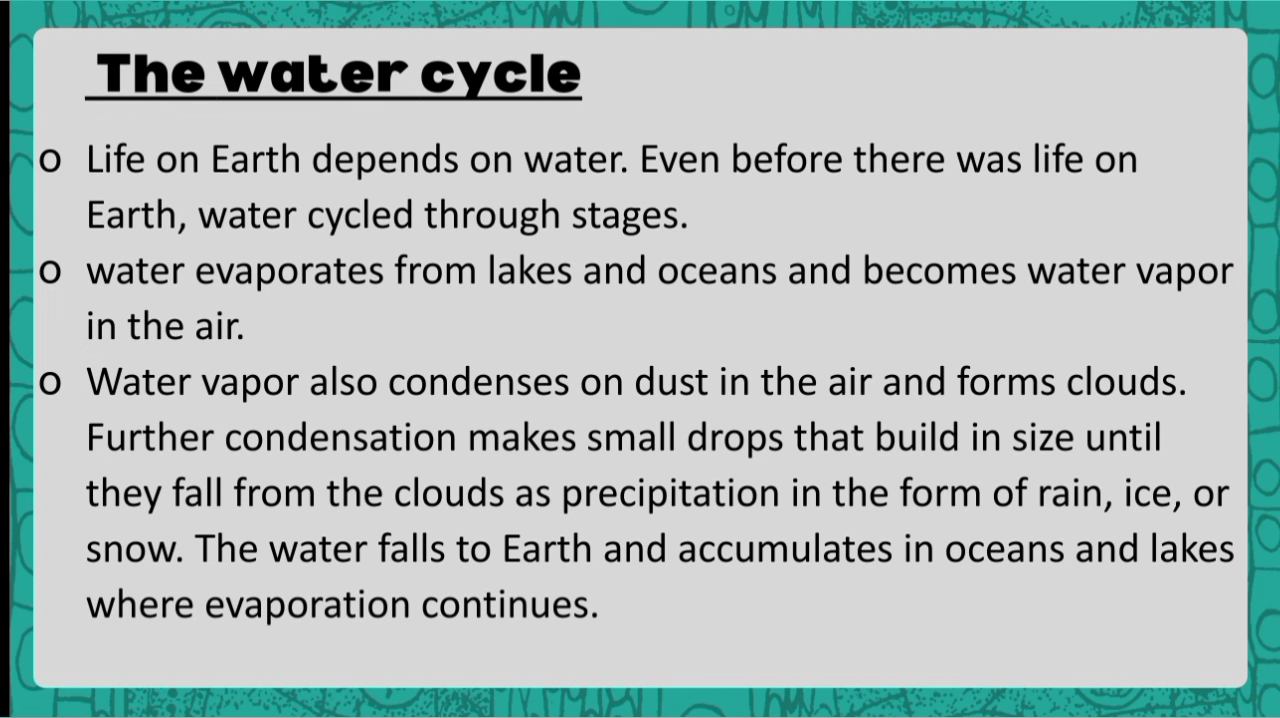 The water cycle
o Life on Earth depends on water. Even before there was life on
Earth, water cycled through stages.
o water evaporates from lakes and oceans and becomes water vapor
in the air.
o Water vapor also condenses on dust in the air and forms clouds.
Further condensation makes small drops that build in size until
they fall from the clouds as precipitation in the form of rain, ice, or
snow. The water falls to Earth and accumulates in oceans and lakes
where evaporation continues.